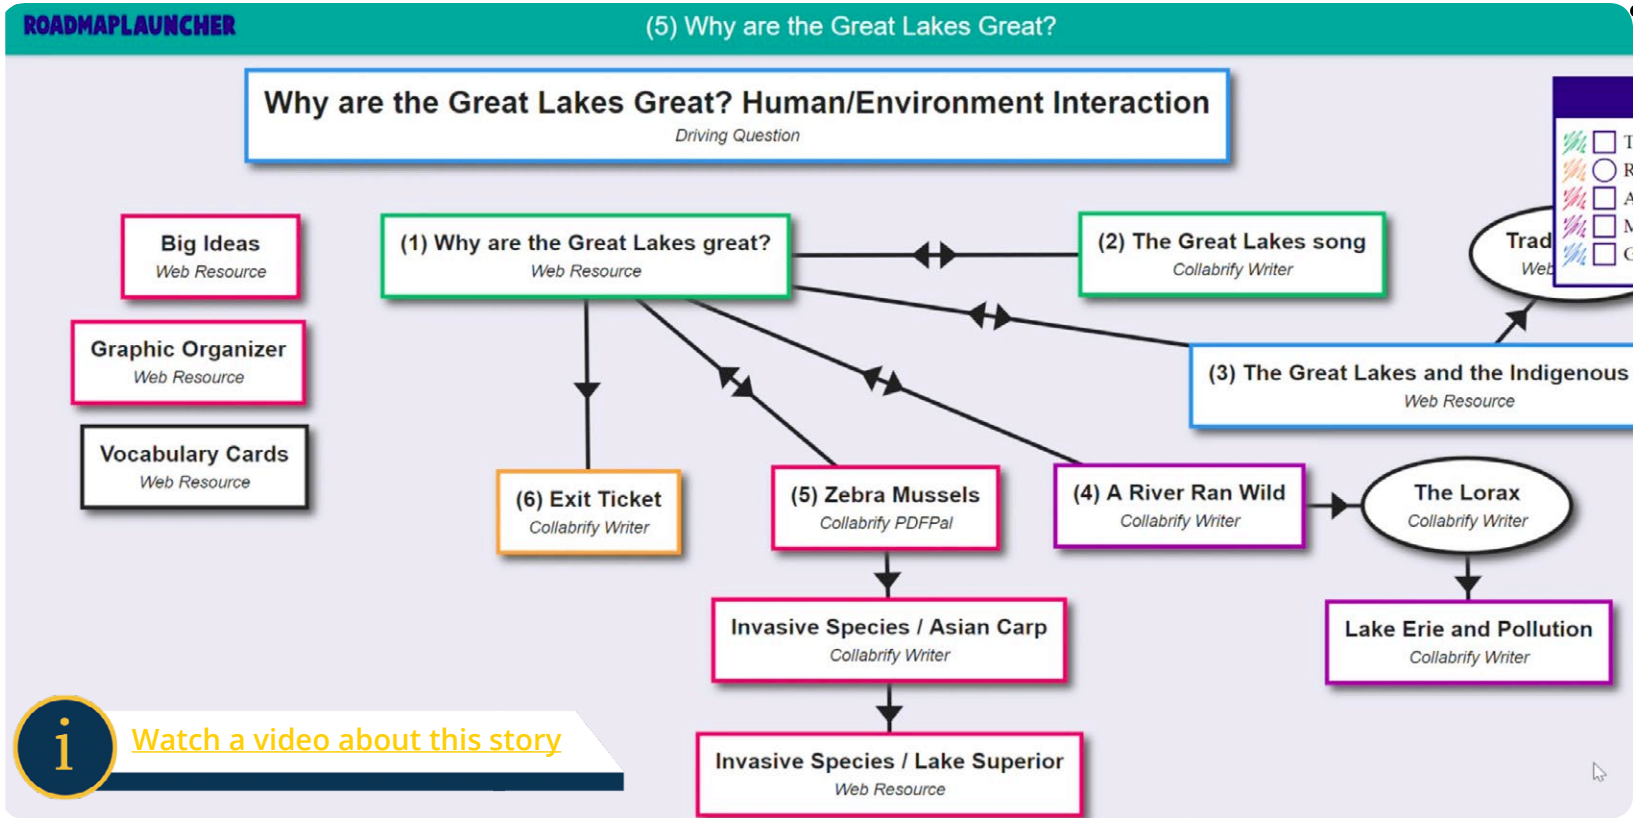 ROADMAPLAUNCHER
(5) Why are the Great Lakes Great?
Why are the Great Lakes Great? Human/Environment Interaction
Driving Question
Big Ideas
Web Resource
Graphic Organizer
Web Resource
Vocabulary Cards
Web Resource
(1) Why are the Great Lakes great?
Web Resource
(2) The Great Lakes song
Collabrify Writer
Trad
Web
T
R
A
M
G
(3) The Great Lakes and the Indigenous
Web Resource
(6) Exit Ticket
Collabrify Writer
(5) Zebra Mussels
Collabrify PDFPal
(4) A River Ran Wild
Collabrify Writer
The Lorax
Collabrify Writer
Invasive Species / Asian Carp
Collabrify Writer
Lake Erie and Pollution
Collabrify Writer
Invasive Species / Lake Superior
Web Resource
i
Watch a video about this story